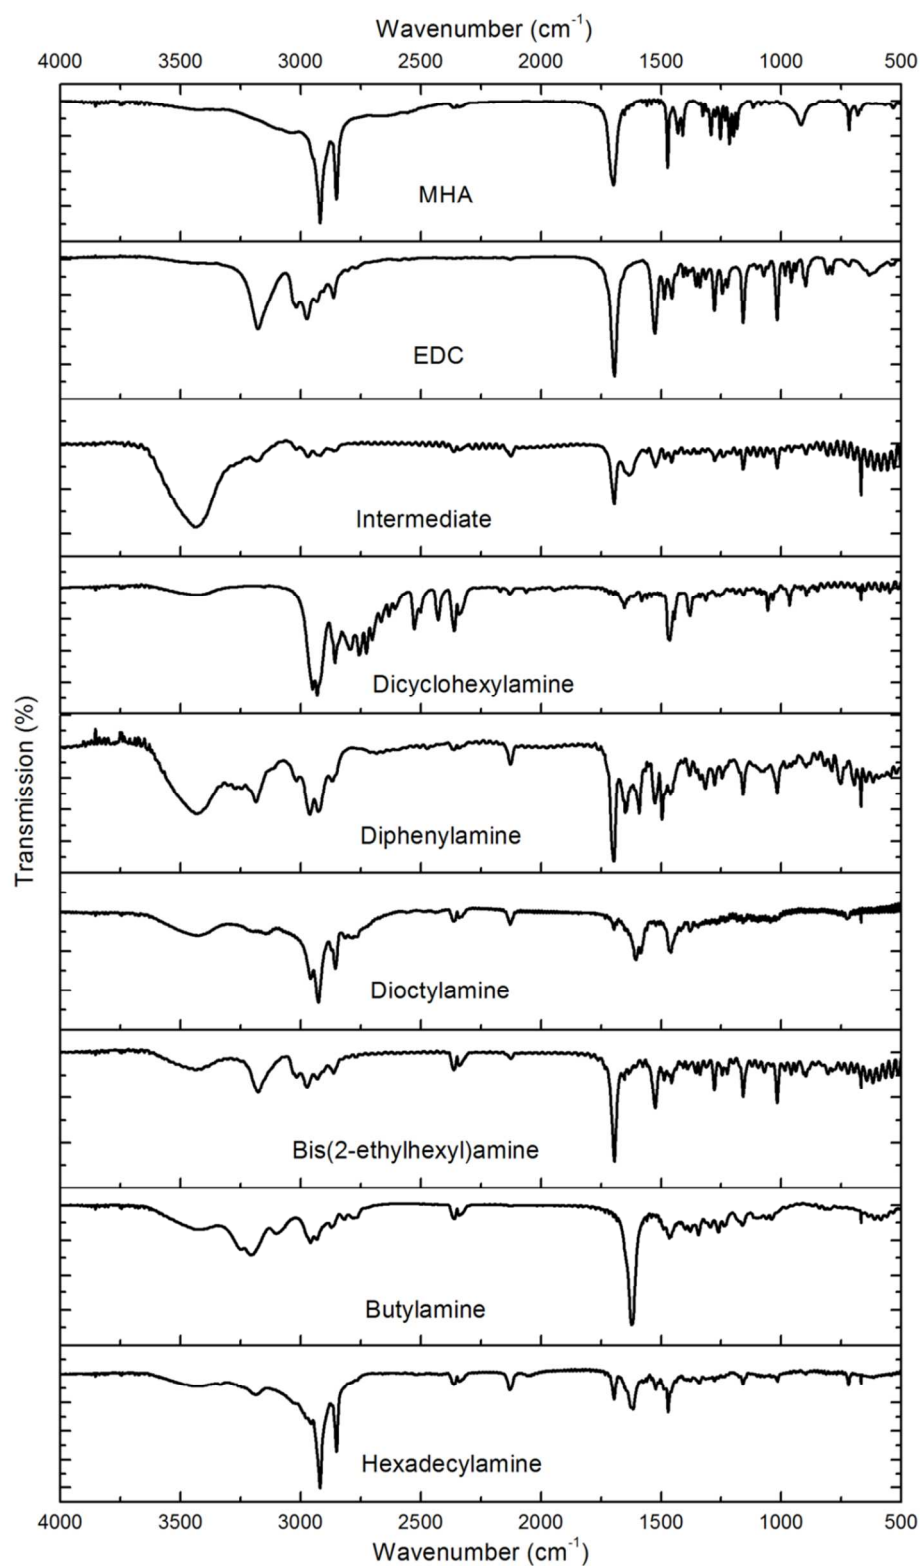 Wavenumber (cm⁻¹)
4000 3500 3000 2500 2000 1500 1000 500
MHA
EDC
Intermediate
Dicyclohexylamine
Diphenylamine
Dioctylamine
Bis(2-ethylhexyl)amine
Butylamine
Hexadecylamine
Transmission (%)
4000 3500 3000 2500 2000 1500 1000 500
Wavenumber (cm⁻¹)